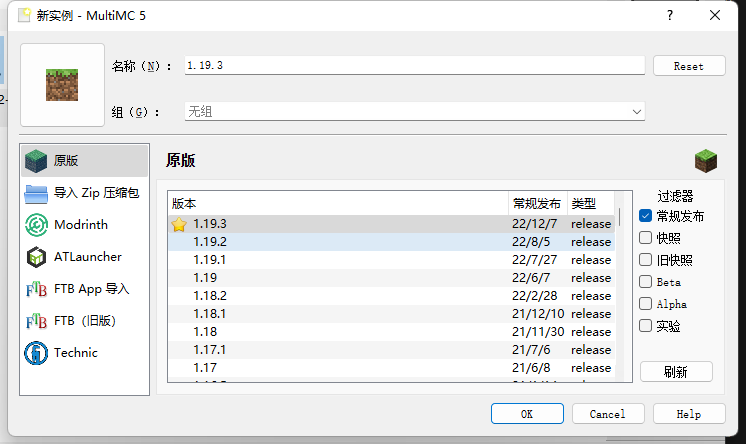 新实例 - MultiMC 5
名称（N）： 1.19.3 Reset
组（G）： 无组
原版
导入 Zip 压缩包
Modrinth
ATLauncher
FTB App 导入
FTB（旧版）
Technic
原版
版本 常规发布 类型
1.19.3 22/12/7 release
1.19.2 22/8/5 release
1.19.1 22/7/27 release
1.19 22/6/7 release
1.18.2 22/2/28 release
1.18.1 21/12/10 release
1.18 21/11/30 release
1.17.1 21/7/6 release
1.17 21/6/8 release
过滤器
常规发布
快照
旧快照
Beta
Alpha
实验
刷新
OK Cancel Help